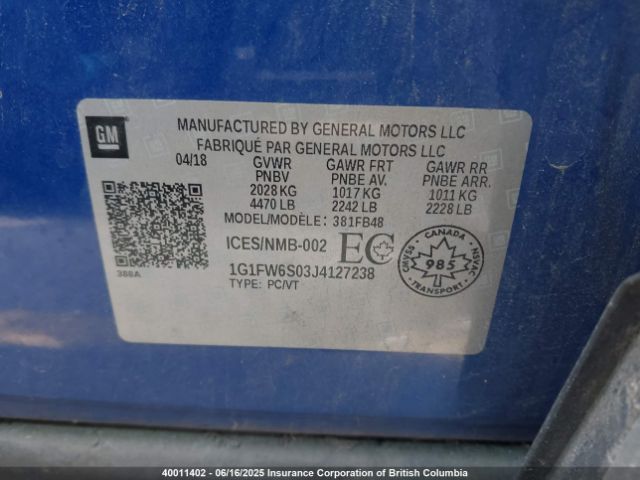 GM
MANUFACTURED BY GENERAL MOTORS LLC
FABRIQUÉ PAR GENERAL MOTORS LLC
04/18 GVWR GAWR FRT GAWR RR
PNBV PNBE AV. PNBE ARR.
2028 KG 1017 KG 1011 KG
4470 LB 2242 LB 2228 LB
MODEL/MODÈLE: 381FB48
ICES/NMB-002 EC
1G1FW6S03J4127238
TYPE: PC/VT
386A
CANADA
CMVSS NSVAC
985
TRANSPORT
40011402 - 06/16/2025 Insurance Corporation of British Columbia